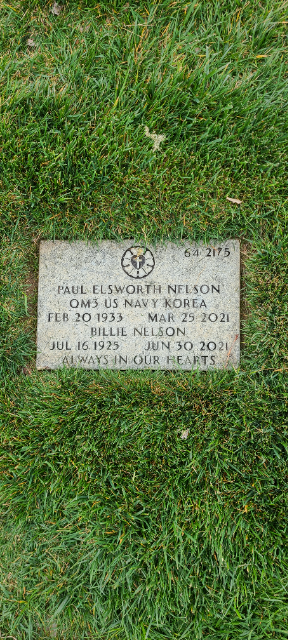 64 2175
PAUL ELSWORTH NELSON
QM3 US NAVY KOREA
FEB 20 1933 MAR 25 2021
BILLIE NELSON
JUL 16 1925 JUN 30 2021
ALWAYS IN OUR HEARTS